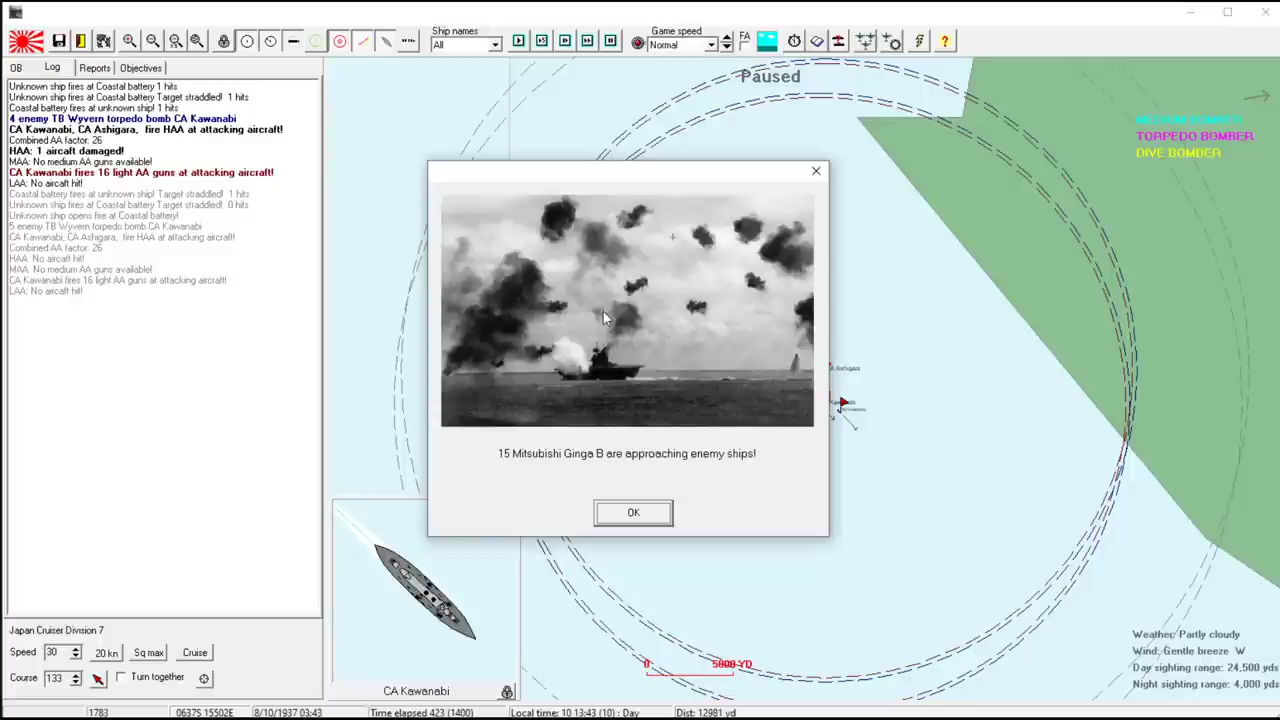 Ship names
All
Game speed
Normal
FA
OB
Log
Reports
Objectives
Unknown ship fires at Coastal battery 1 hits
Unknown ship fires at Coastal battery Target straddled! 1 hits
Coastal battery fires at unknown ship! 1 hits
4 enemy TB Wyvern torpedo bomb CA Kawanabi
CA Kawanabi, CA Ashigara, fire HAA at attacking aircraft!
Combined AA factor: 26
HAA: 1 aircaft damaged!
MAA: No medium AA guns available!
CA Kawanabi fires 16 light AA guns at attacking aircraft!
LAA: No aircaft hit!
Coastal battery fires at unknown ship! Target straddled! 1 hits
Unknown ship fires at Coastal battery Target straddled! 0 hits
Unknown ship opens fire at Coastal battery!
5 enemy TB Wyvern torpedo bomb CA Kawanabi
CA Kawanabi, CA Ashigara, fire HAA at attacking aircraft!
Combined AA factor: 26
HAA: No aircaft hit!
MAA: No medium AA guns available!
CA Kawanabi fires 16 light AA guns at attacking aircraft!
LAA: No aircaft hit!
Paused
TORPEDO BOMBER
DIVE BOMBER
15 Mitsubishi Ginga B are approaching enemy ships!
OK
Ashigara
Kawanabi
Japan Cruiser Division 7
Speed 30 20 kn Sq max Cruise
Course 133 Turn together
CA Kawanabi
0 5000 YD
Weather: Partly cloudy
Wind: Gentle breeze W
Day sighting range: 24,500 yds
Night sighting range: 4,000 yds
1783
0637S 15502E
8/10/1937 03:43
Time elapsed 423 (1400)
Local time: 10 13:43 (10) : Day
Dist: 12981 yd